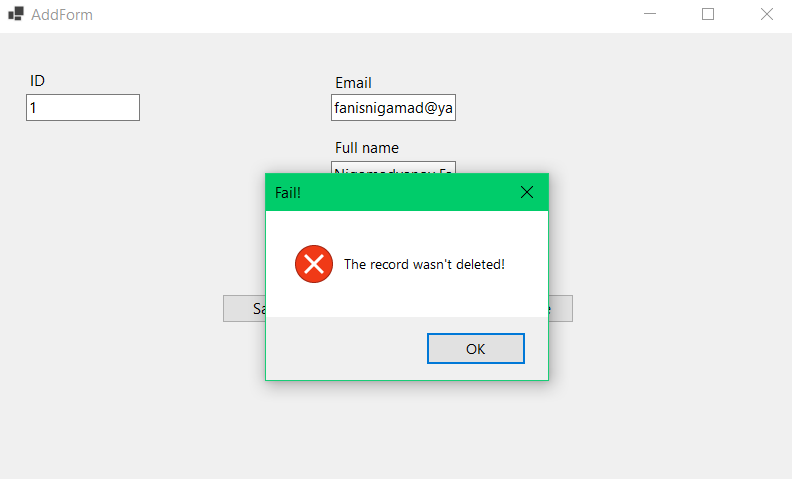 AddForm
ID
Email
1
fanisnigamad@ya
Full name
Fail!
The record wasn't deleted!
OK